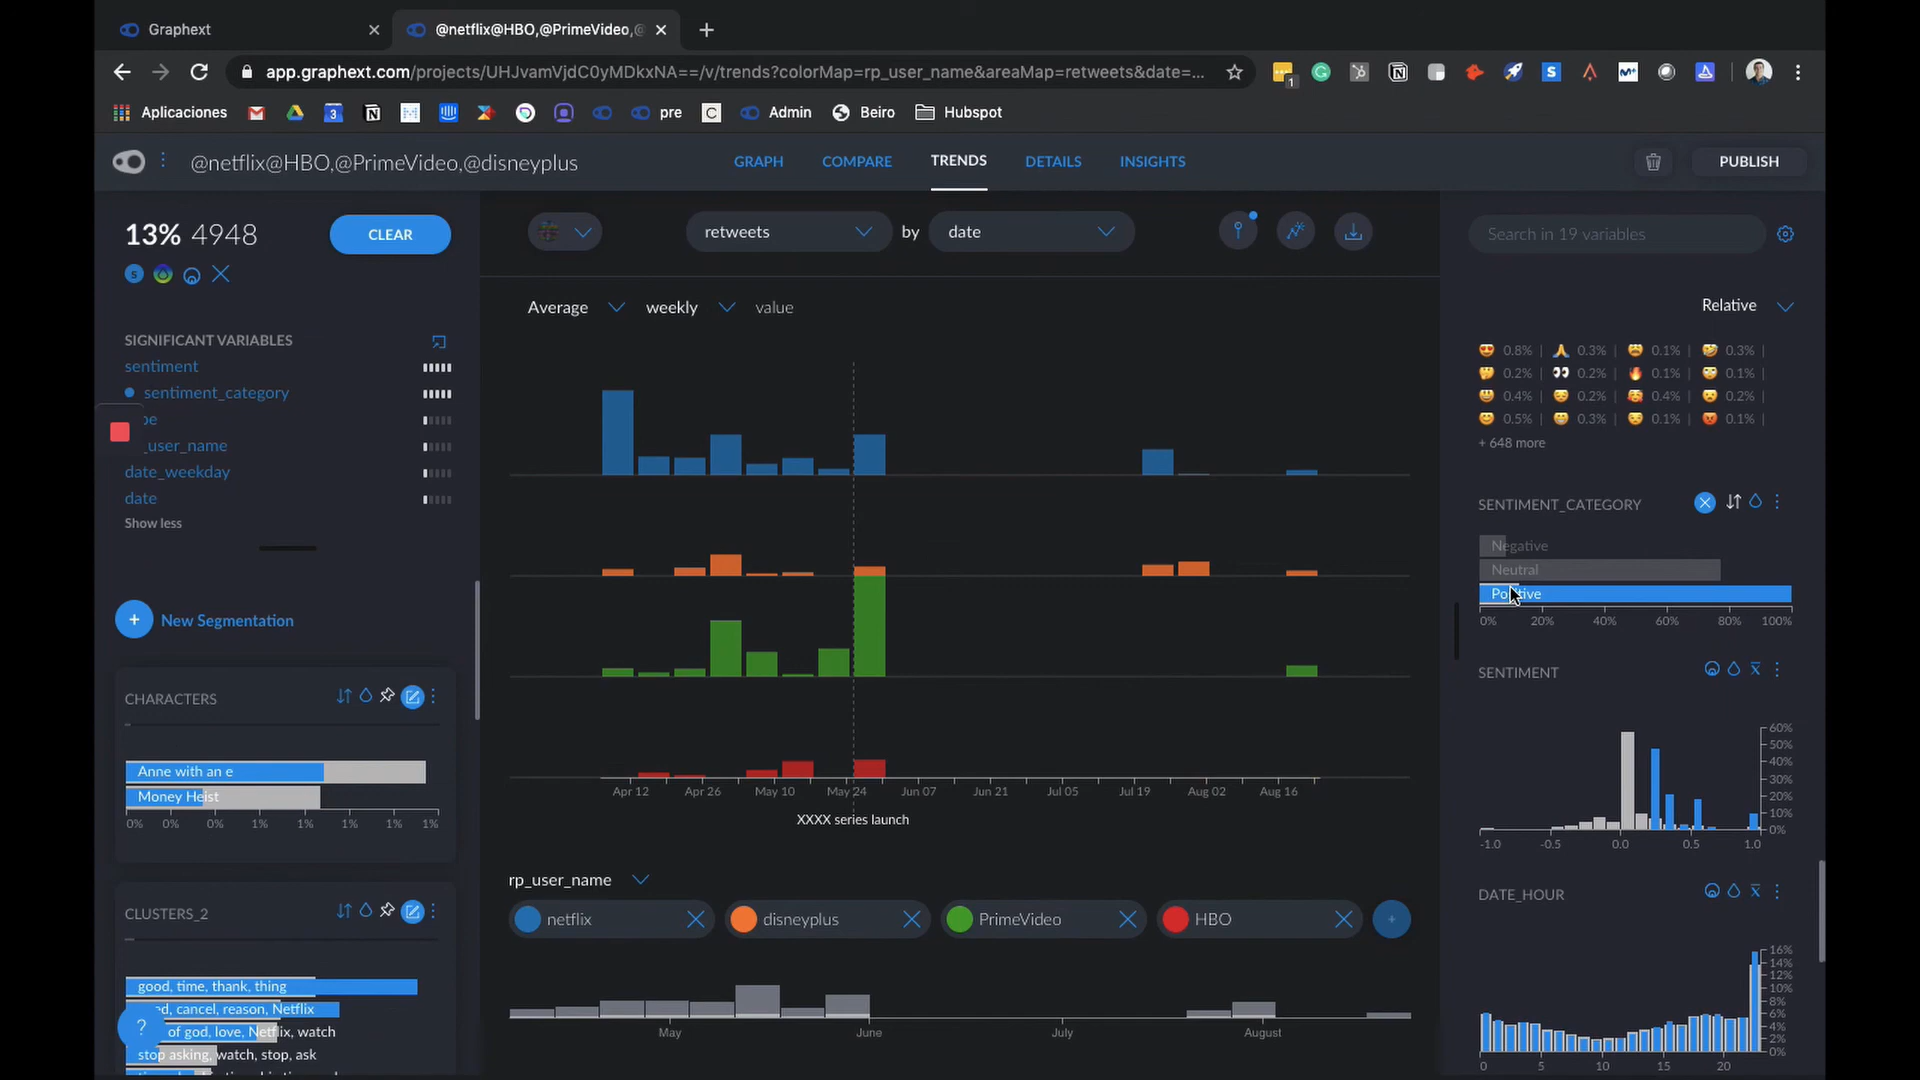 Graphext
@netflix@HBO,@PrimeVideo,@
app.graphext.com/projects/UHJvamVjdC0yMDkxNA==/v/trends?colorMap=rp_user_name&areaMap=retweets&date=...
1
Aplicaciones
3
pre
Admin
Beiro
Hubspot
@netflix@HBO,@PrimeVideo,@disneyplus
GRAPH
COMPARE
TRENDS
DETAILS
INSIGHTS
PUBLISH
13% 4948
CLEAR
retweets
by
date
Search in 19 variables
Average
weekly
value
Relative
SIGNIFICANT VARIABLES
sentiment
sentiment_category
pe
_user_name
date_weekday
date
Show less
0.8% 0.3% 0.1% 0.3%
0.2% 0.2% 0.1% 0.1%
0.4% 0.2% 0.4% 0.2%
0.5% 0.3% 0.1% 0.1%
+ 648 more
SENTIMENT_CATEGORY
Negative
Neutral
Positive
0% 20% 40% 60% 80% 100%
New Segmentation
CHARACTERS
Anne with an e
Money Heist
0% 0% 0% 1% 1% 1% 1% 1%
SENTIMENT
60%
50%
40%
30%
20%
10%
0%
-1.0 -0.5 0.0 0.5 1.0
Apr 12 Apr 26 May 10 May 24 Jun 07 Jun 21 Jul 05 Jul 19 Aug 02 Aug 16
XXXX series launch
rp_user_name
netflix
disneyplus
PrimeVideo
HBO
May June July August
CLUSTERS_2
good, time, thank, thing
d, cancel, reason, Netflix
of god, love, Netflix, watch
stop asking, watch, stop, ask
?
DATE_HOUR
16%
14%
12%
10%
8%
6%
4%
2%
0%
0 5 10 15 20